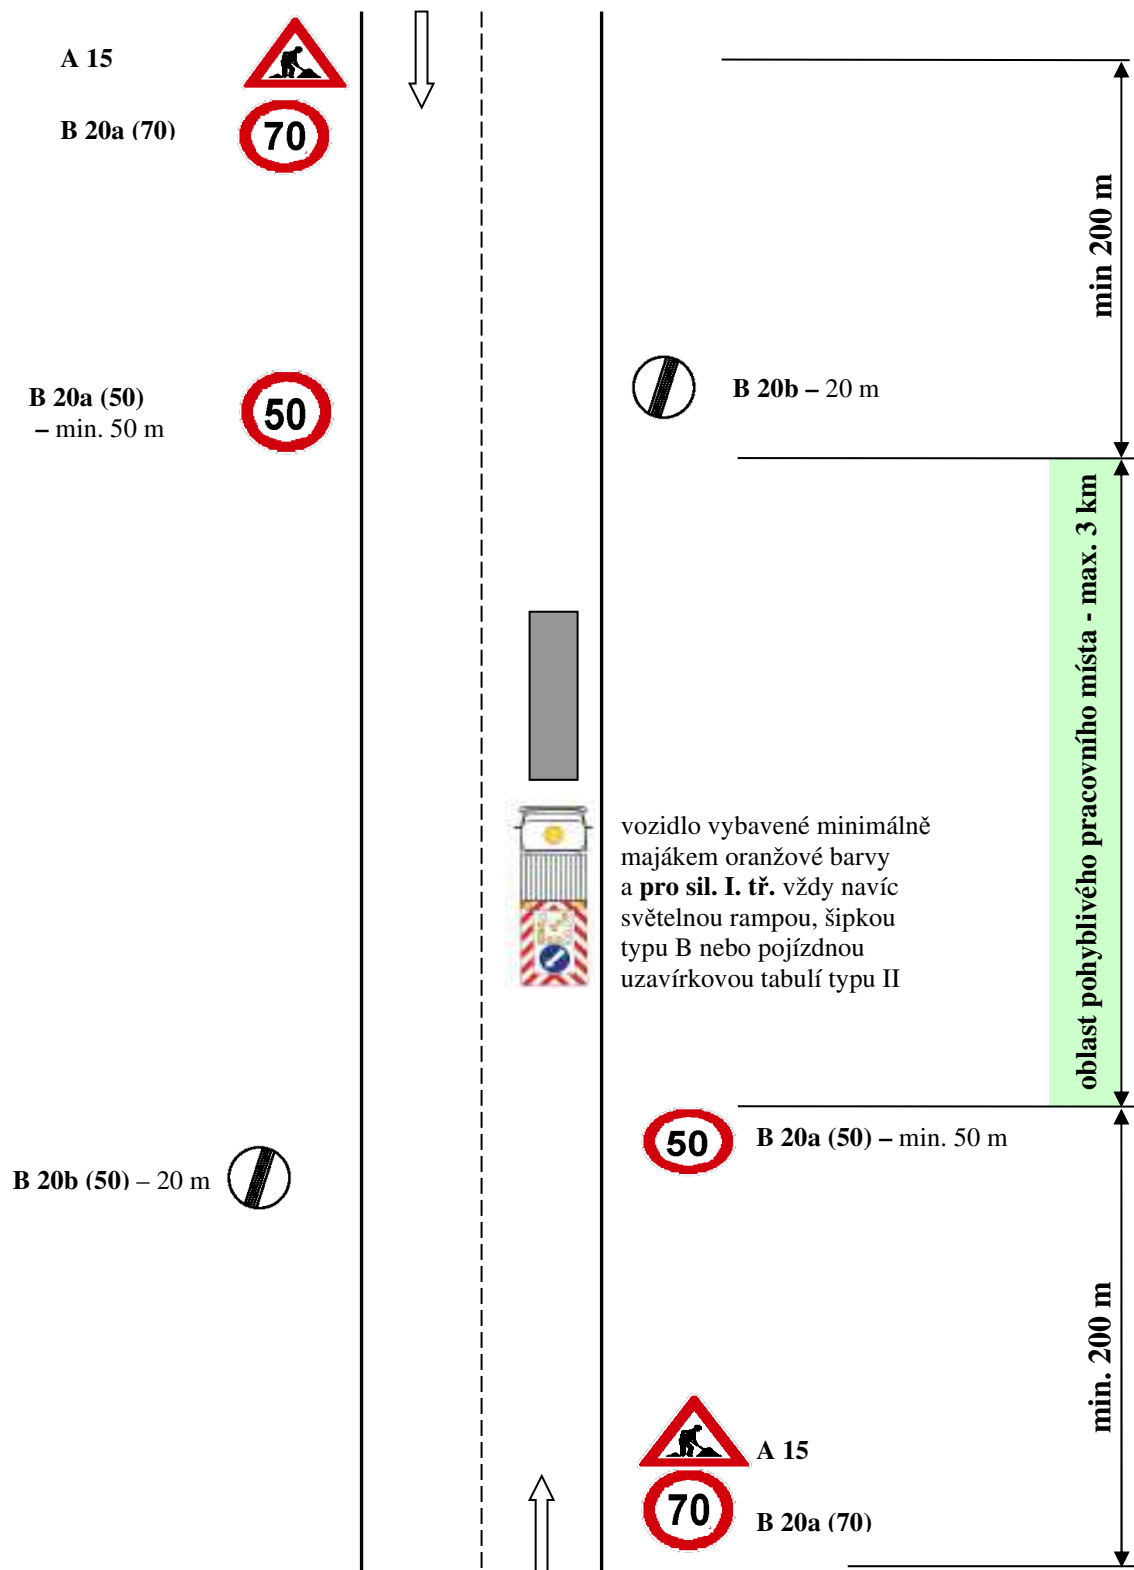 A 15
B 20a (70)
70
min 200 m
B 20a (50)
– min. 50 m
50
B 20b – 20 m
oblast pohyblivého pracovního místa - max. 3 km
vozidlo vybavené minimálně
majákem oranžové barvy
a pro sil. I. tř. vždy navíc
světelnou rampou, šipkou
typu B nebo pojízdnou
uzavírkovou tabulí typu II
50
B 20a (50) – min. 50 m
B 20b (50) – 20 m
min. 200 m
A 15
70
B 20a (70)